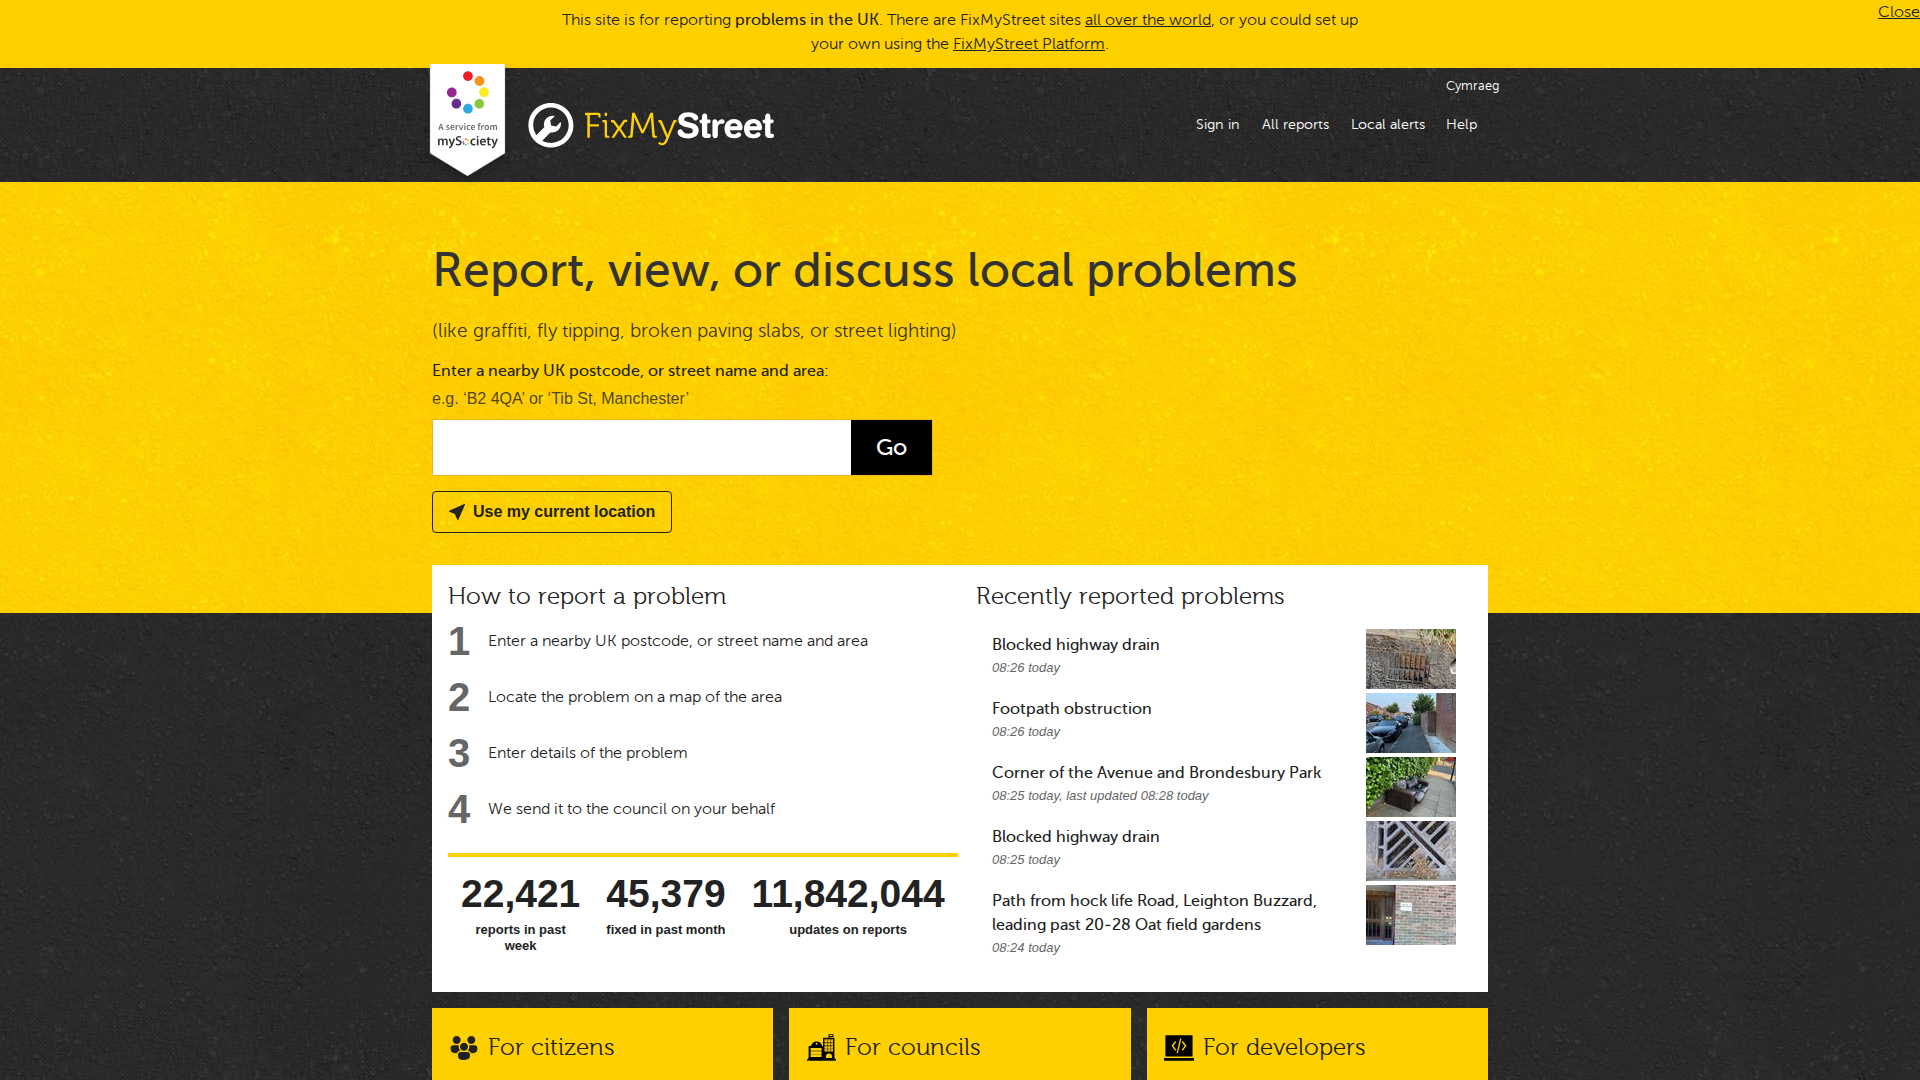 This site is for reporting problems in the UK. There are FixMyStreet sites all over the world, or you could set up
your own using the FixMyStreet Platform.
Close
A service from
mySociety
FixMyStreet
Cymraeg
Sign in
All reports
Local alerts
Help
Report, view, or discuss local problems
(like graffiti, fly tipping, broken paving slabs, or street lighting)
Enter a nearby UK postcode, or street name and area:
e.g. ‘B2 4QA’ or ‘Tib St, Manchester’
Go
Use my current location
How to report a problem
1 Enter a nearby UK postcode, or street name and area
2 Locate the problem on a map of the area
3 Enter details of the problem
4 We send it to the council on your behalf
22,421
reports in past
week
45,379
fixed in past month
11,842,044
updates on reports
Recently reported problems
Blocked highway drain
08:26 today
Footpath obstruction
08:26 today
Corner of the Avenue and Brondesbury Park
08:25 today, last updated 08:28 today
Blocked highway drain
08:25 today
Path from hock life Road, Leighton Buzzard,
leading past 20-28 Oat field gardens
08:24 today
For citizens
For councils
For developers